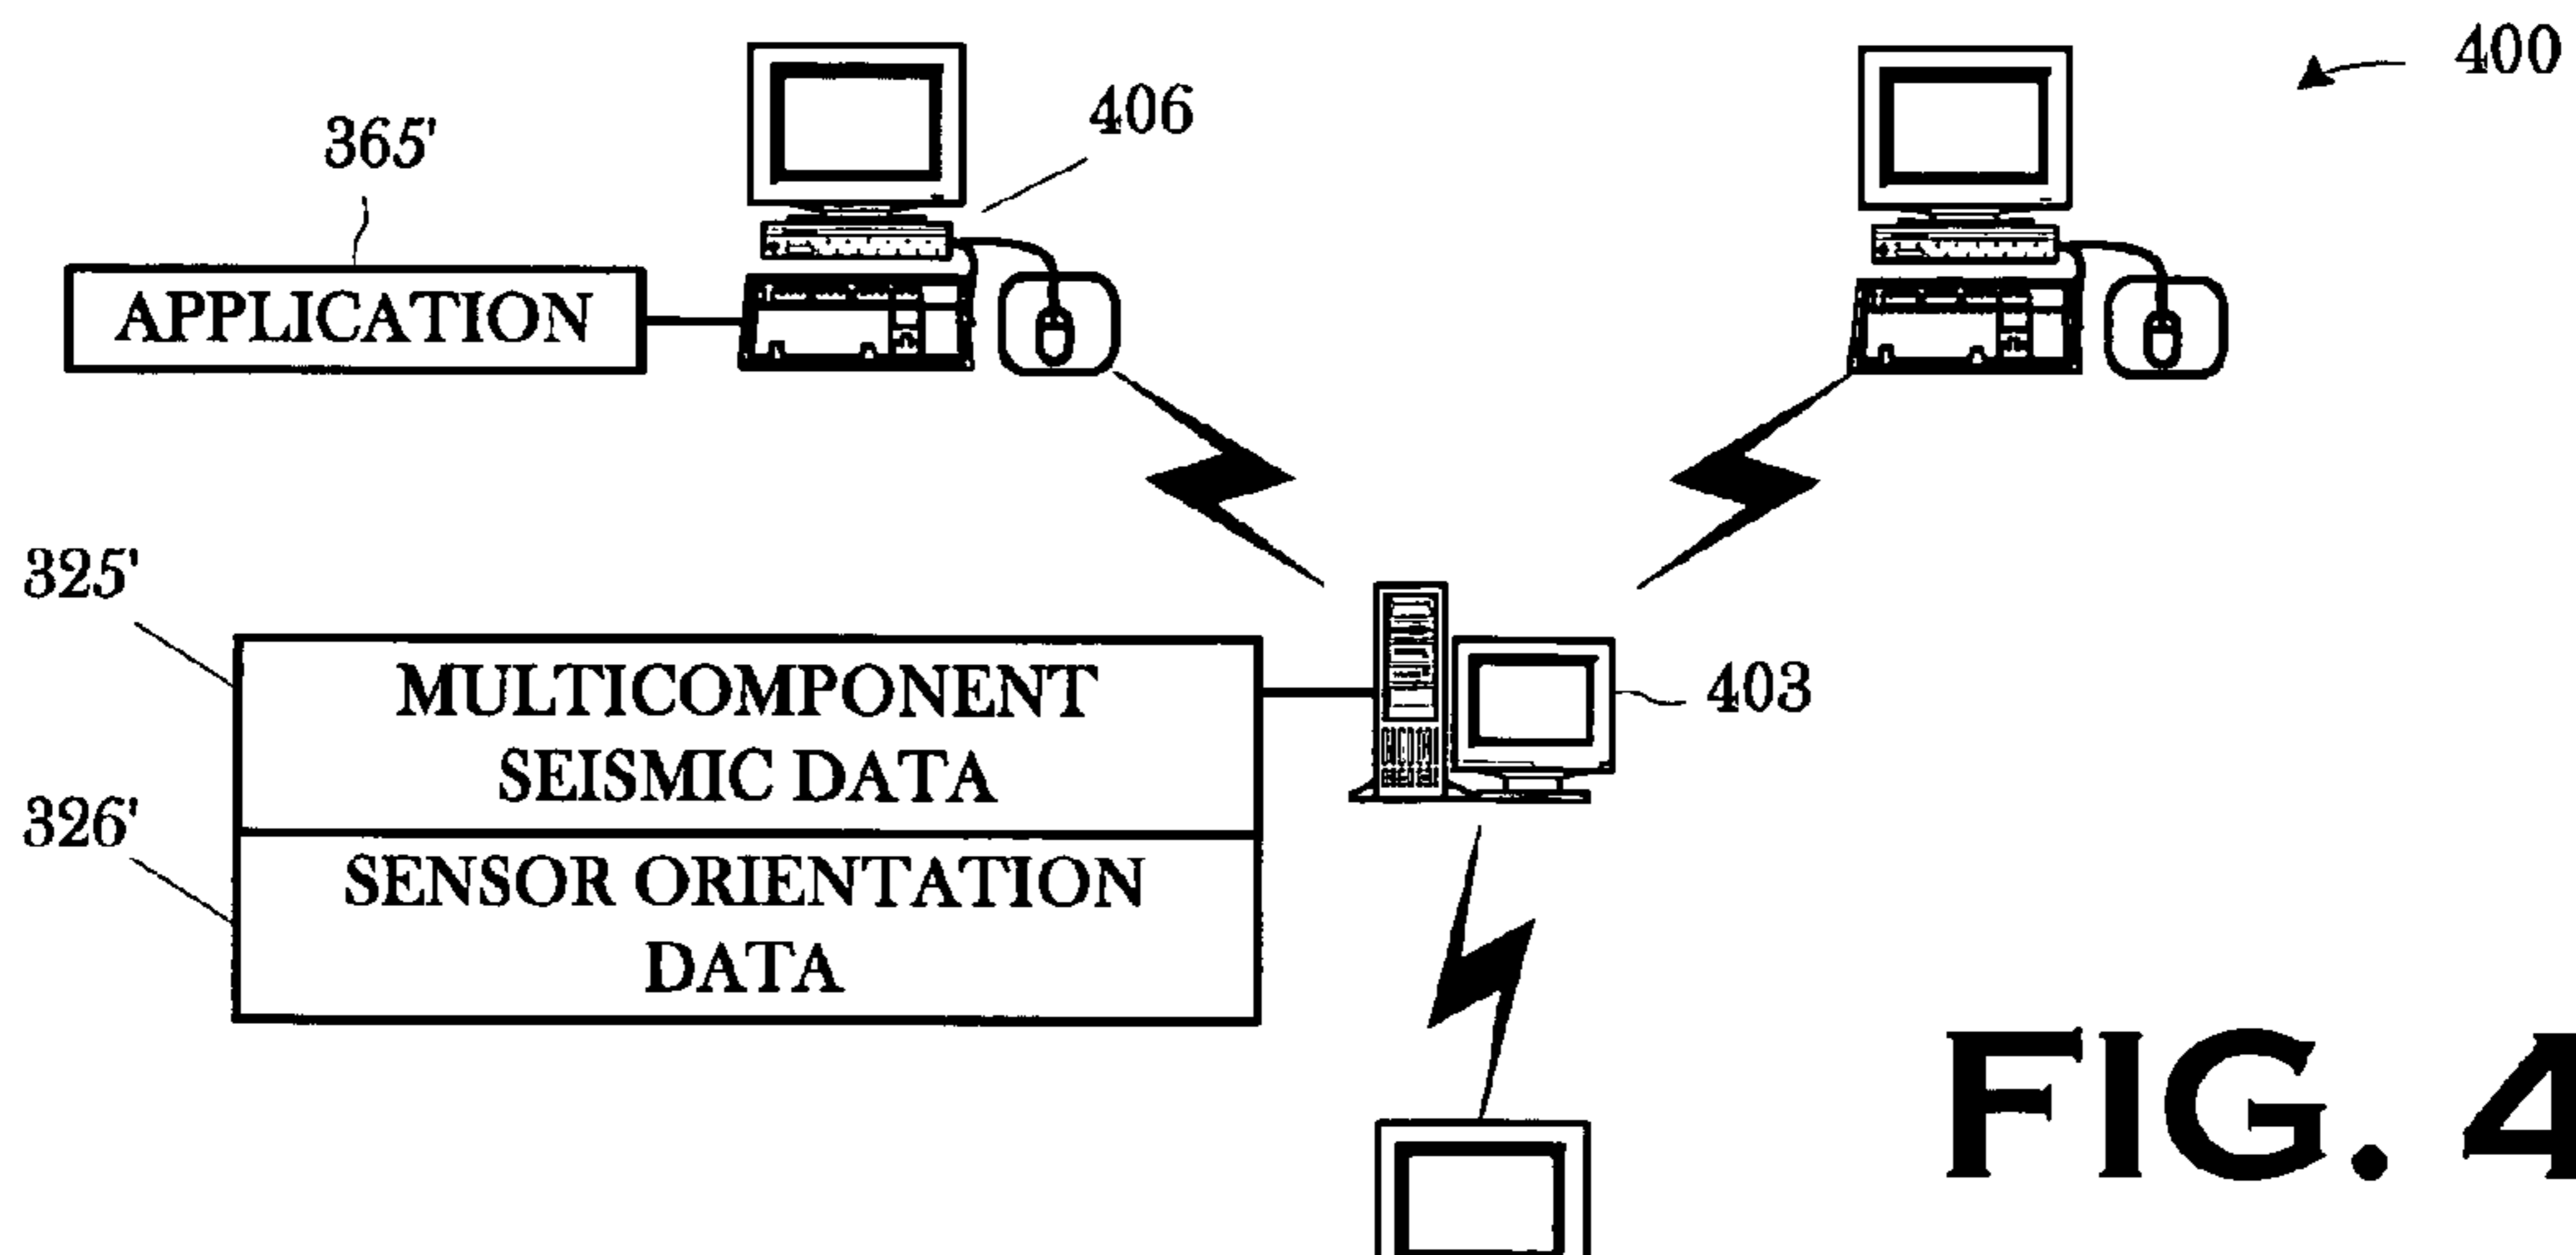 400
406
365'
APPLICATION
325'
MULTICOMPONENT
SEISMIC DATA
403
326'
SENSOR ORIENTATION
DATA
FIG. 4